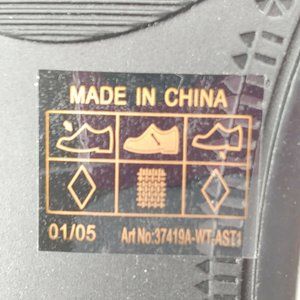 MADE IN CHINA
01/05 Art No:37419A-WT.AST1